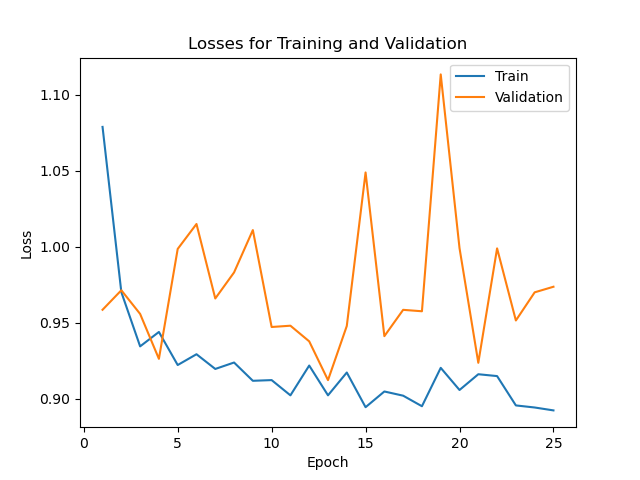 Losses for Training and Validation
Train
Validation
1.10
1.05
1.00
0.95
0.90
Loss
0 5 10 15 20 25
Epoch